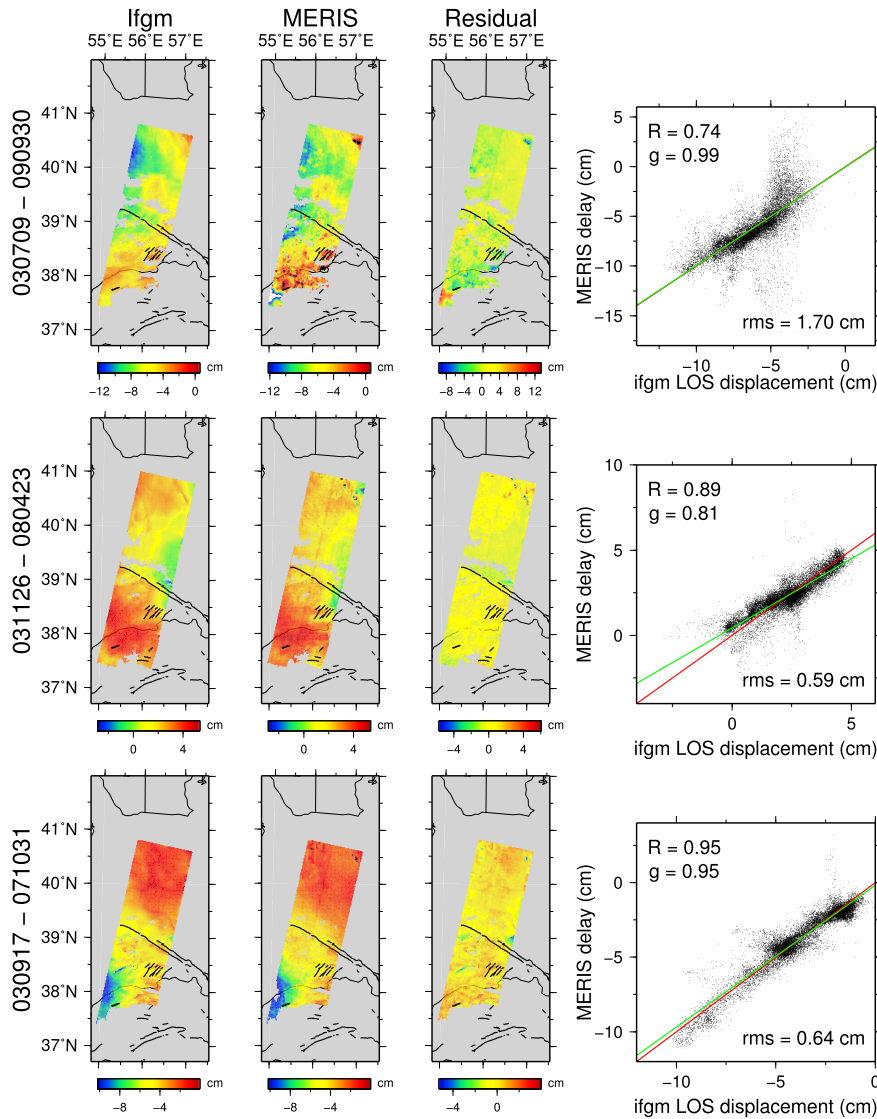 Ifgm MERIS Residual
55˚E 56˚E 57˚E 55˚E 56˚E 57˚E 55˚E 56˚E 57˚E
030709 − 090930
41˚N
40˚N
39˚N
38˚N
37˚N
−12 −8 −4 0 cm
−12 −8 −4 0 cm
−8 −4 0 4 8 12 cm
R = 0.74
g = 0.99
rms = 1.70 cm
MERIS delay (cm)
5
0
−5
−10
−15
−10 −5 0
ifgm LOS displacement (cm)
031126 − 080423
41˚N
40˚N
39˚N
38˚N
37˚N
0 4 cm
0 4 cm
−4 0 4 cm
R = 0.89
g = 0.81
rms = 0.59 cm
MERIS delay (cm)
10
5
0
0 5
ifgm LOS displacement (cm)
030917 − 071031
41˚N
40˚N
39˚N
38˚N
37˚N
−8 −4 cm
−8 −4 cm
−4 0 cm
R = 0.95
g = 0.95
rms = 0.64 cm
MERIS delay (cm)
0
−5
−10
−10 −5 0
ifgm LOS displacement (cm)